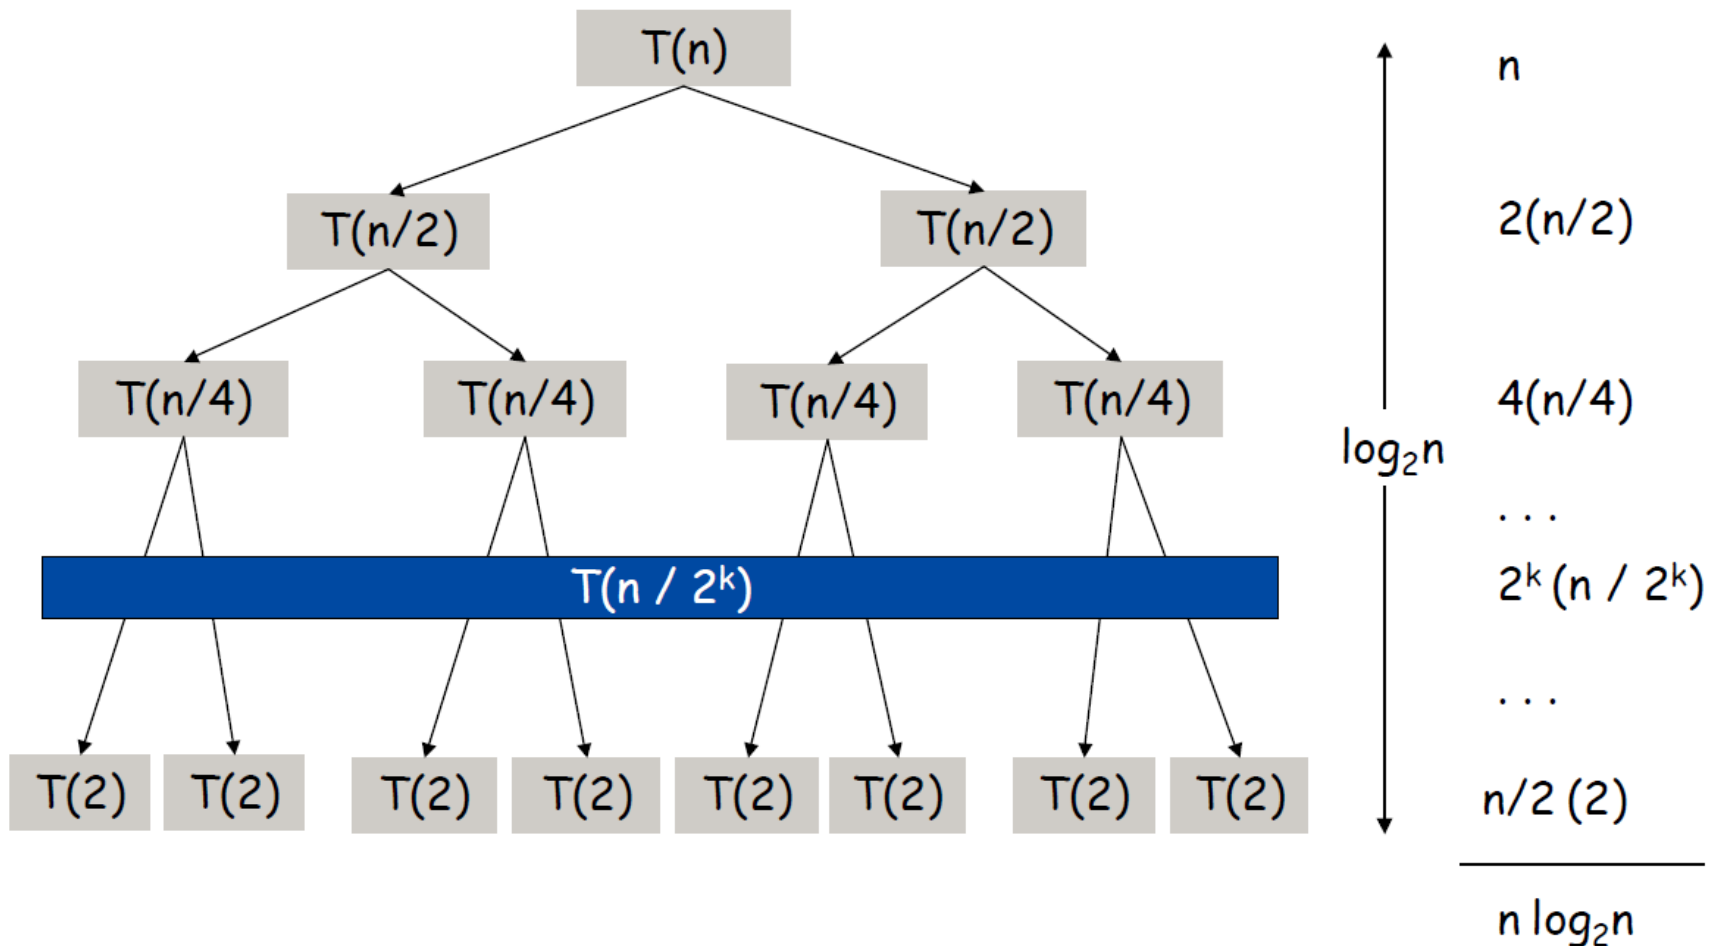 T(n)
n
T(n/2) T(n/2)
2(n/2)
T(n/4) T(n/4) T(n/4) T(n/4)
4(n/4)
log₂n
. . .
T(n / 2ᵏ)
2ᵏ (n / 2ᵏ)
. . .
T(2) T(2) T(2) T(2) T(2) T(2) T(2) T(2)
n/2 (2)
n log₂n